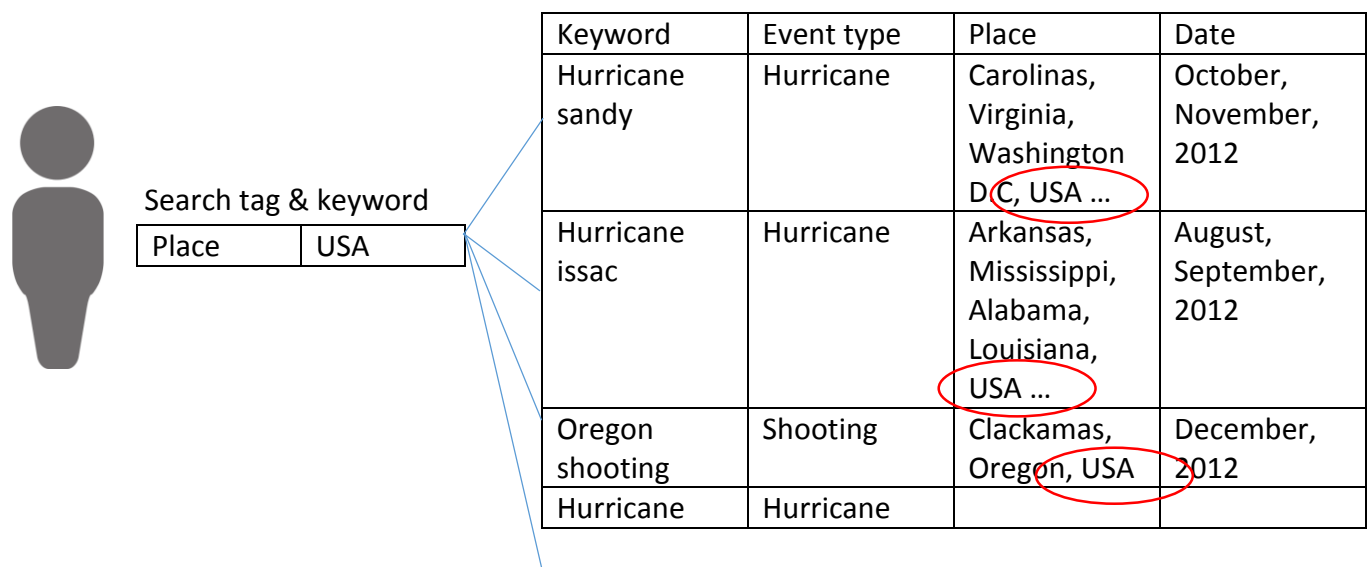 Keyword Event type Place Date
Hurricane Hurricane Carolinas, October,
sandy Virginia, November,
Washington 2012
D.C, USA ...
Search tag & keyword
Place USA
Hurricane Hurricane Arkansas, August,
issac Mississippi, September,
Alabama, 2012
Louisiana,
USA ...
Oregon Shooting Clackamas, December,
shooting Oregon, USA 2012
Hurricane Hurricane